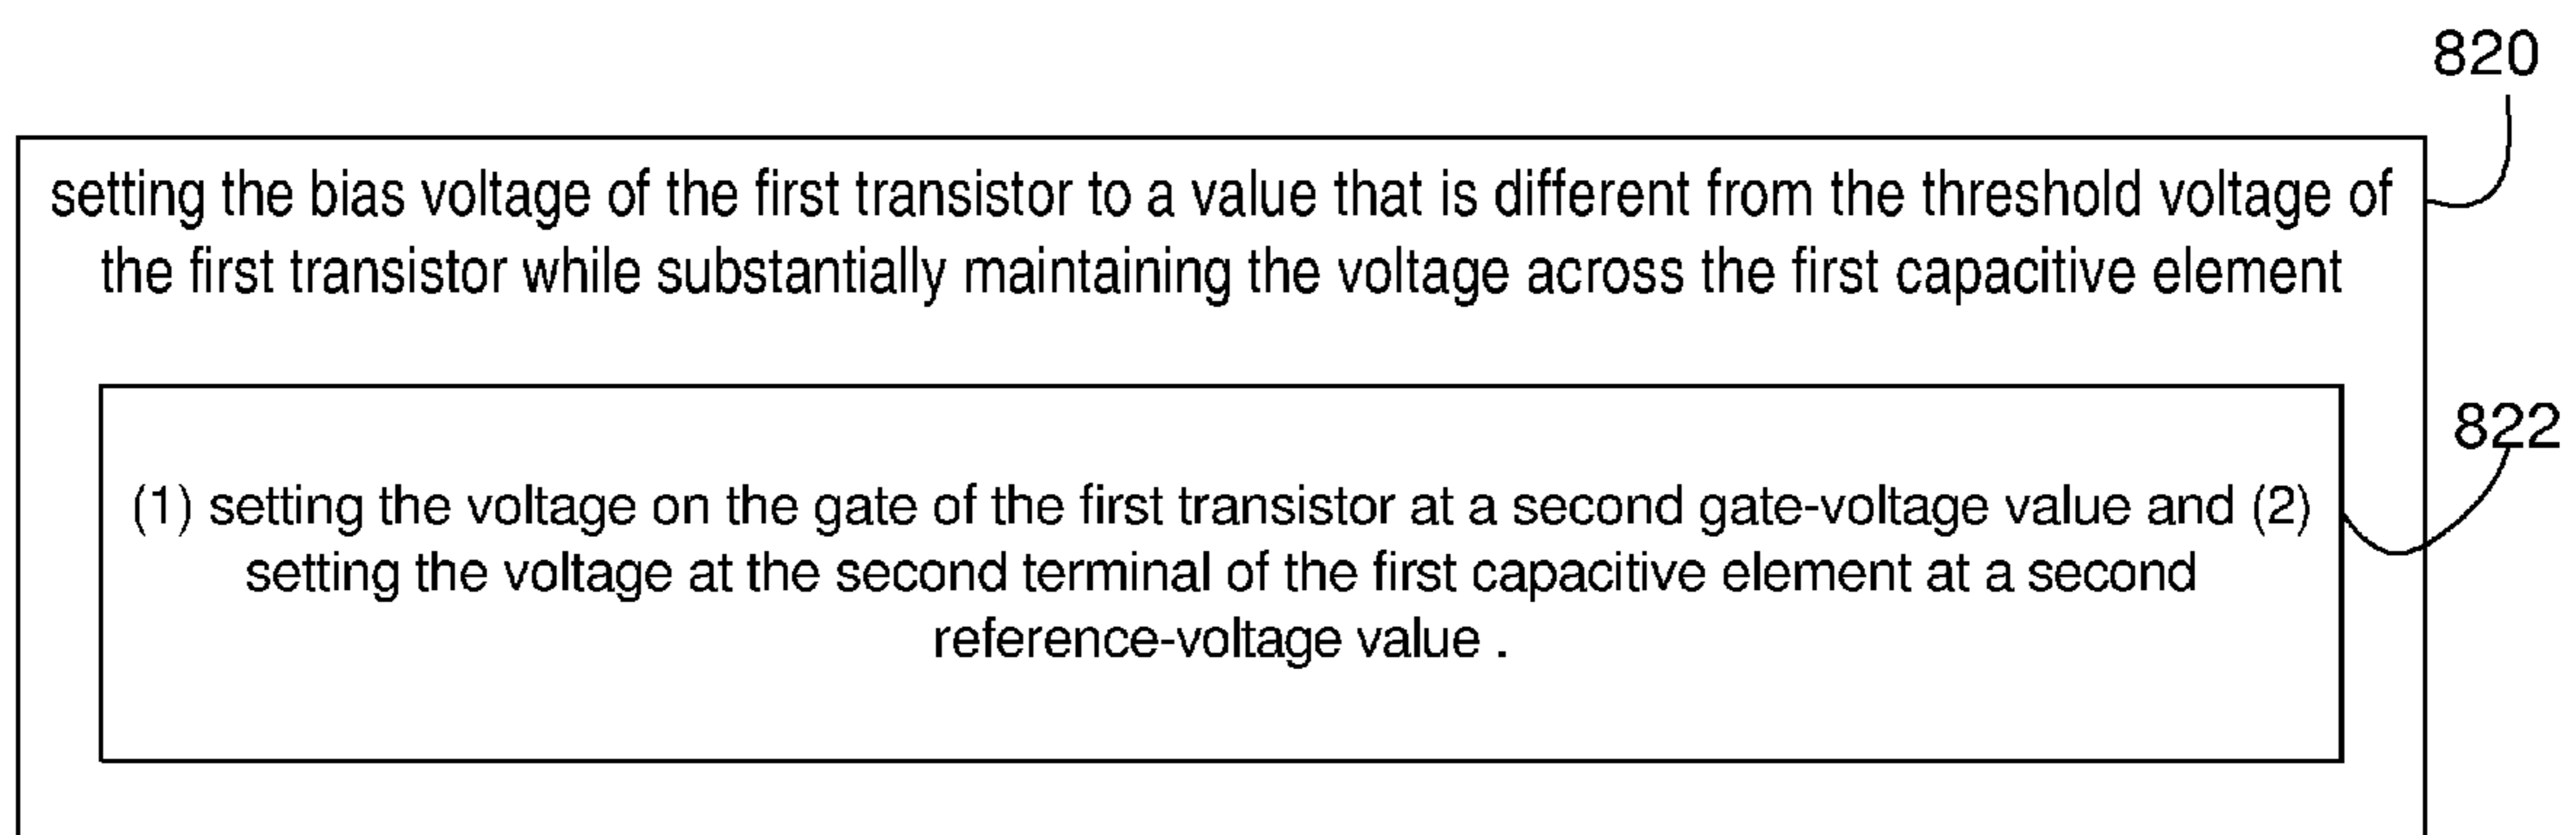 820
setting the bias voltage of the first transistor to a value that is different from the threshold voltage of
the first transistor while substantially maintaining the voltage across the first capacitive element
822
(1) setting the voltage on the gate of the first transistor at a second gate-voltage value and (2)
setting the voltage at the second terminal of the first capacitive element at a second
reference-voltage value .